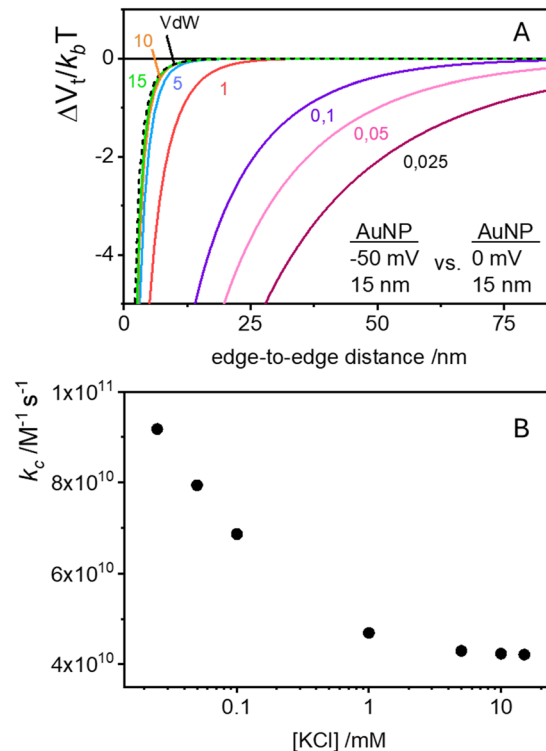 A
ΔV_t/k_bT
0
-2
-4
10
VdW
15
5
1
0,1
0,05
0,025
AuNP AuNP
-50 mV vs. 0 mV
15 nm 15 nm
0 25 50 75
edge-to-edge distance /nm
B
k_c /M⁻¹ s⁻¹
1x10¹¹
8x10¹⁰
6x10¹⁰
4x10¹⁰
0.1 1 10
[KCl] /mM